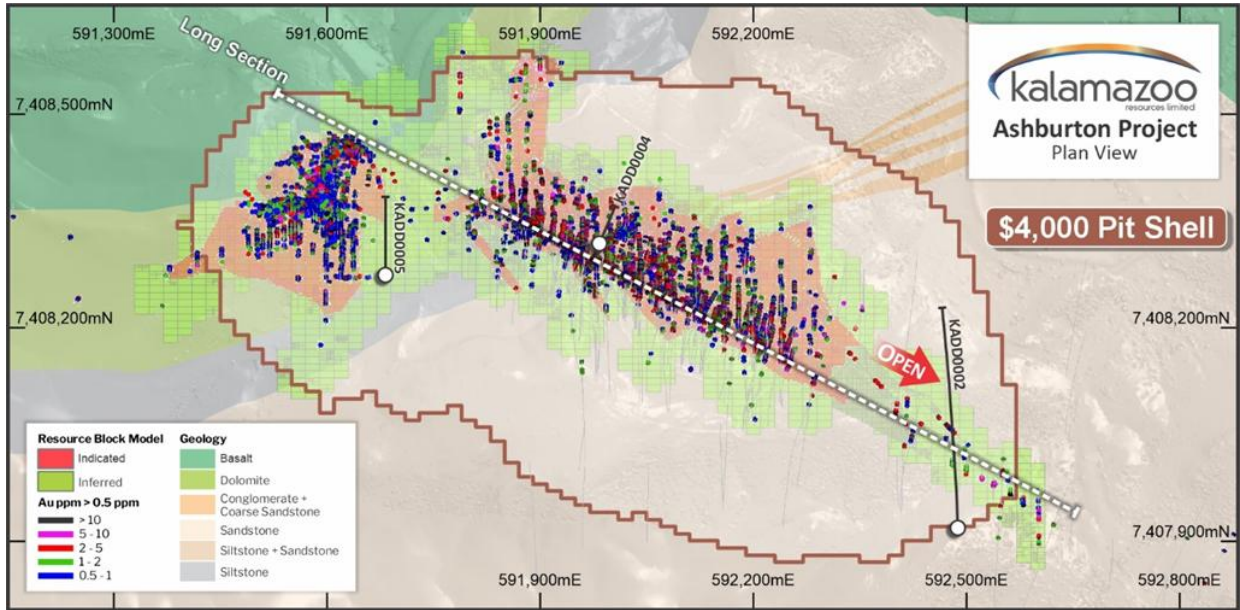 591,300mE
591,600mE
591,900mE
592,200mE
Long Section
kalamazoo
resources limited
Ashburton Project
Plan View
7,408,500mN
$4,000 Pit Shell
KADD0004
KADD0005
7,408,200mN
7,408,200mN
OPEN
KADD0002
Resource Block Model
Indicated
Inferred
Au ppm > 0.5 ppm
>10
5 - 10
2 - 5
1 - 2
0.5 - 1
Geology
Basalt
Dolomite
Conglomerate +
Coarse Sandstone
Sandstone
Siltstone + Sandstone
Siltstone
7,407,900mN
591,900mE
592,200mE
592,500mE
592,800mE